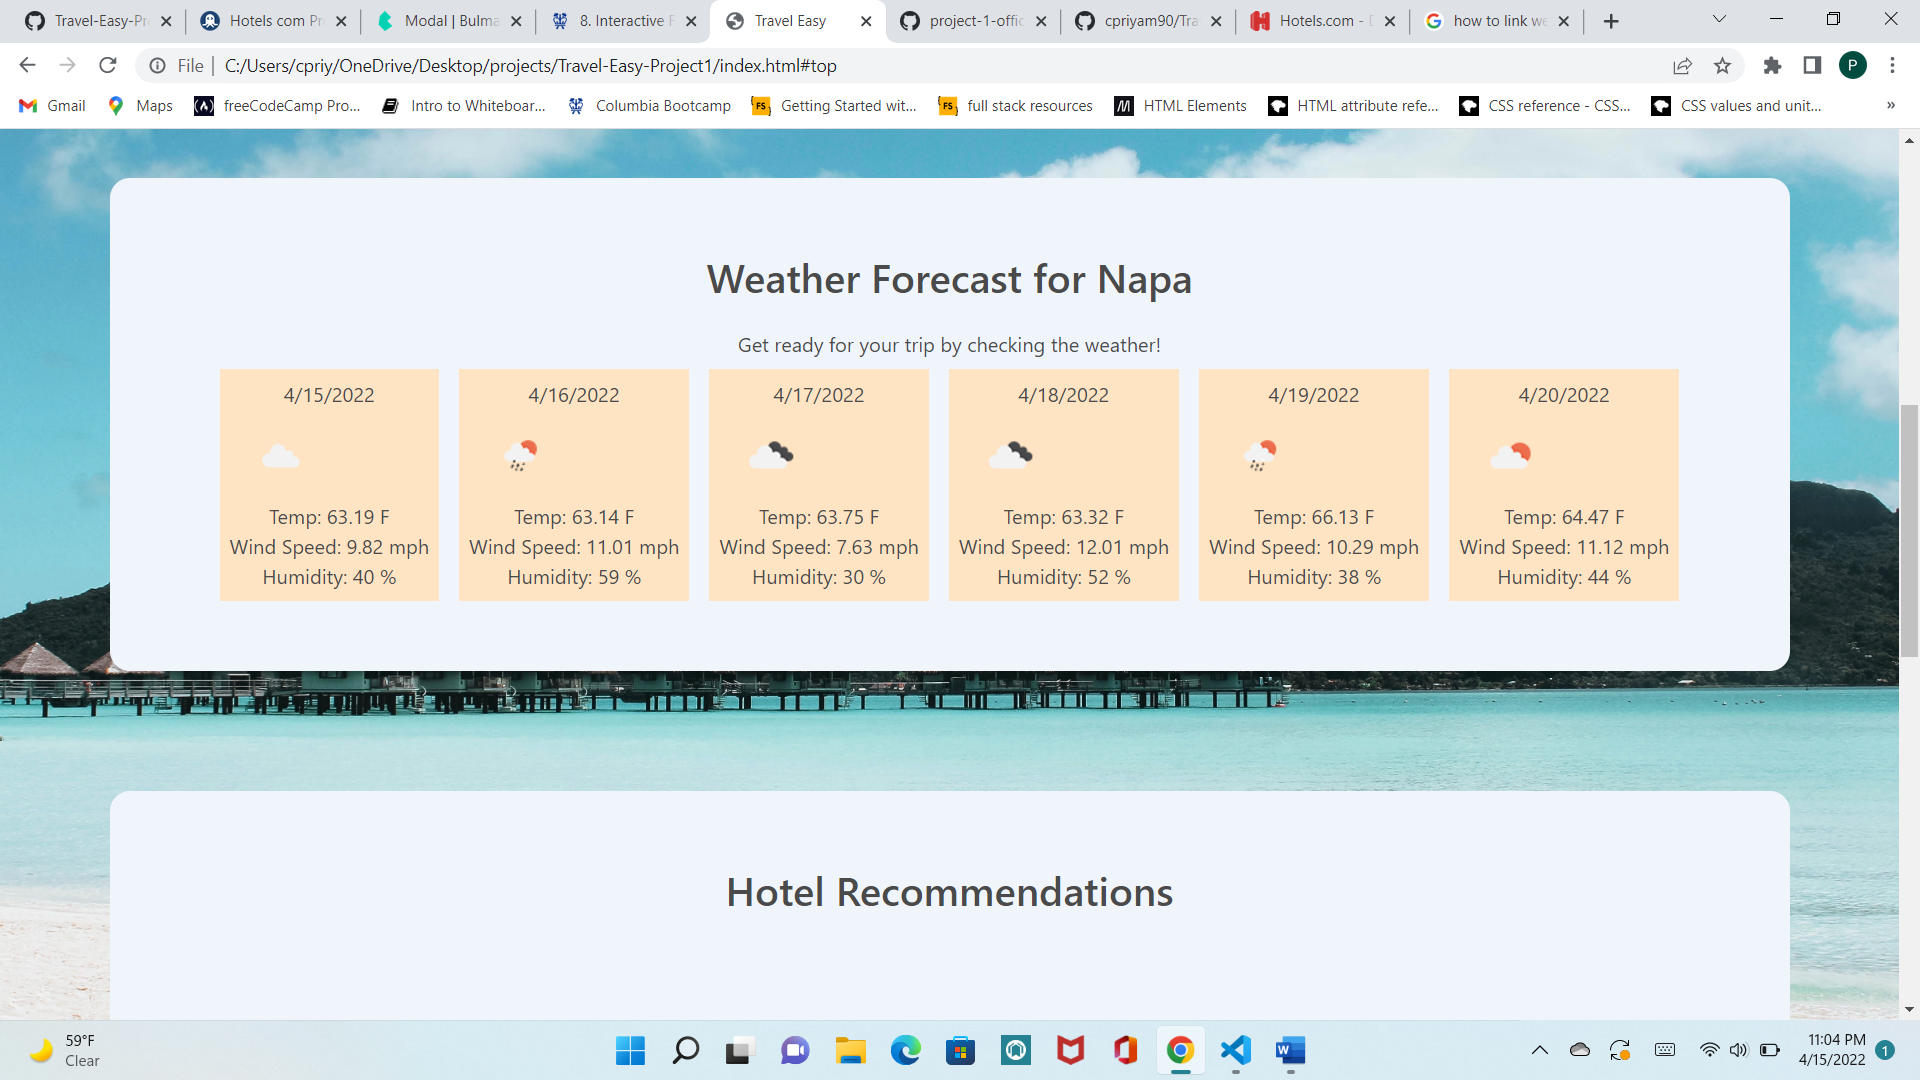 Travel-Easy-Pr
Hotels com Pr
Modal | Bulma
8. Interactive F
Travel Easy
project-1-offic
cpriyam90/Tra
Hotels.com - D
how to link we
File
C:/Users/cpriy/OneDrive/Desktop/projects/Travel-Easy-Project1/index.html#top
P
Gmail
Maps
freeCodeCamp Pro...
Intro to Whiteboar...
Columbia Bootcamp
Getting Started wit...
full stack resources
HTML Elements
HTML attribute refe...
CSS reference - CSS...
CSS values and unit...
»
Weather Forecast for Napa
Get ready for your trip by checking the weather!
4/15/2022
Temp: 63.19 F
Wind Speed: 9.82 mph
Humidity: 40 %
4/16/2022
Temp: 63.14 F
Wind Speed: 11.01 mph
Humidity: 59 %
4/17/2022
Temp: 63.75 F
Wind Speed: 7.63 mph
Humidity: 30 %
4/18/2022
Temp: 63.32 F
Wind Speed: 12.01 mph
Humidity: 52 %
4/19/2022
Temp: 66.13 F
Wind Speed: 10.29 mph
Humidity: 38 %
4/20/2022
Temp: 64.47 F
Wind Speed: 11.12 mph
Humidity: 44 %
Hotel Recommendations
59°F
Clear
11:04 PM
4/15/2022
1